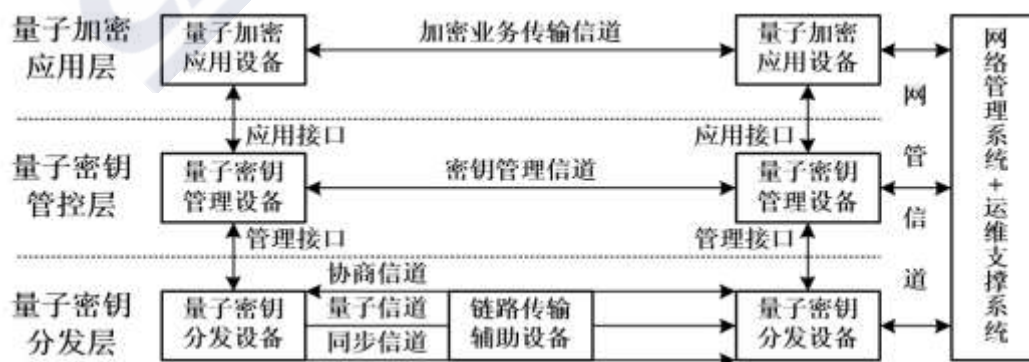 量子加密
应用层
量子加密
应用设备
加密业务传输信道
量子加密
应用设备
应用接口
应用接口
量子密钥
管控层
量子密钥
管理设备
密钥管理信道
量子密钥
管理设备
管理接口
管理接口
量子密钥
分发层
量子密钥
分发设备
协商信道
量子信道
同步信道
链路传输
辅助设备
量子密钥
分发设备
网管信道
网络管理系统+运维支撑系统